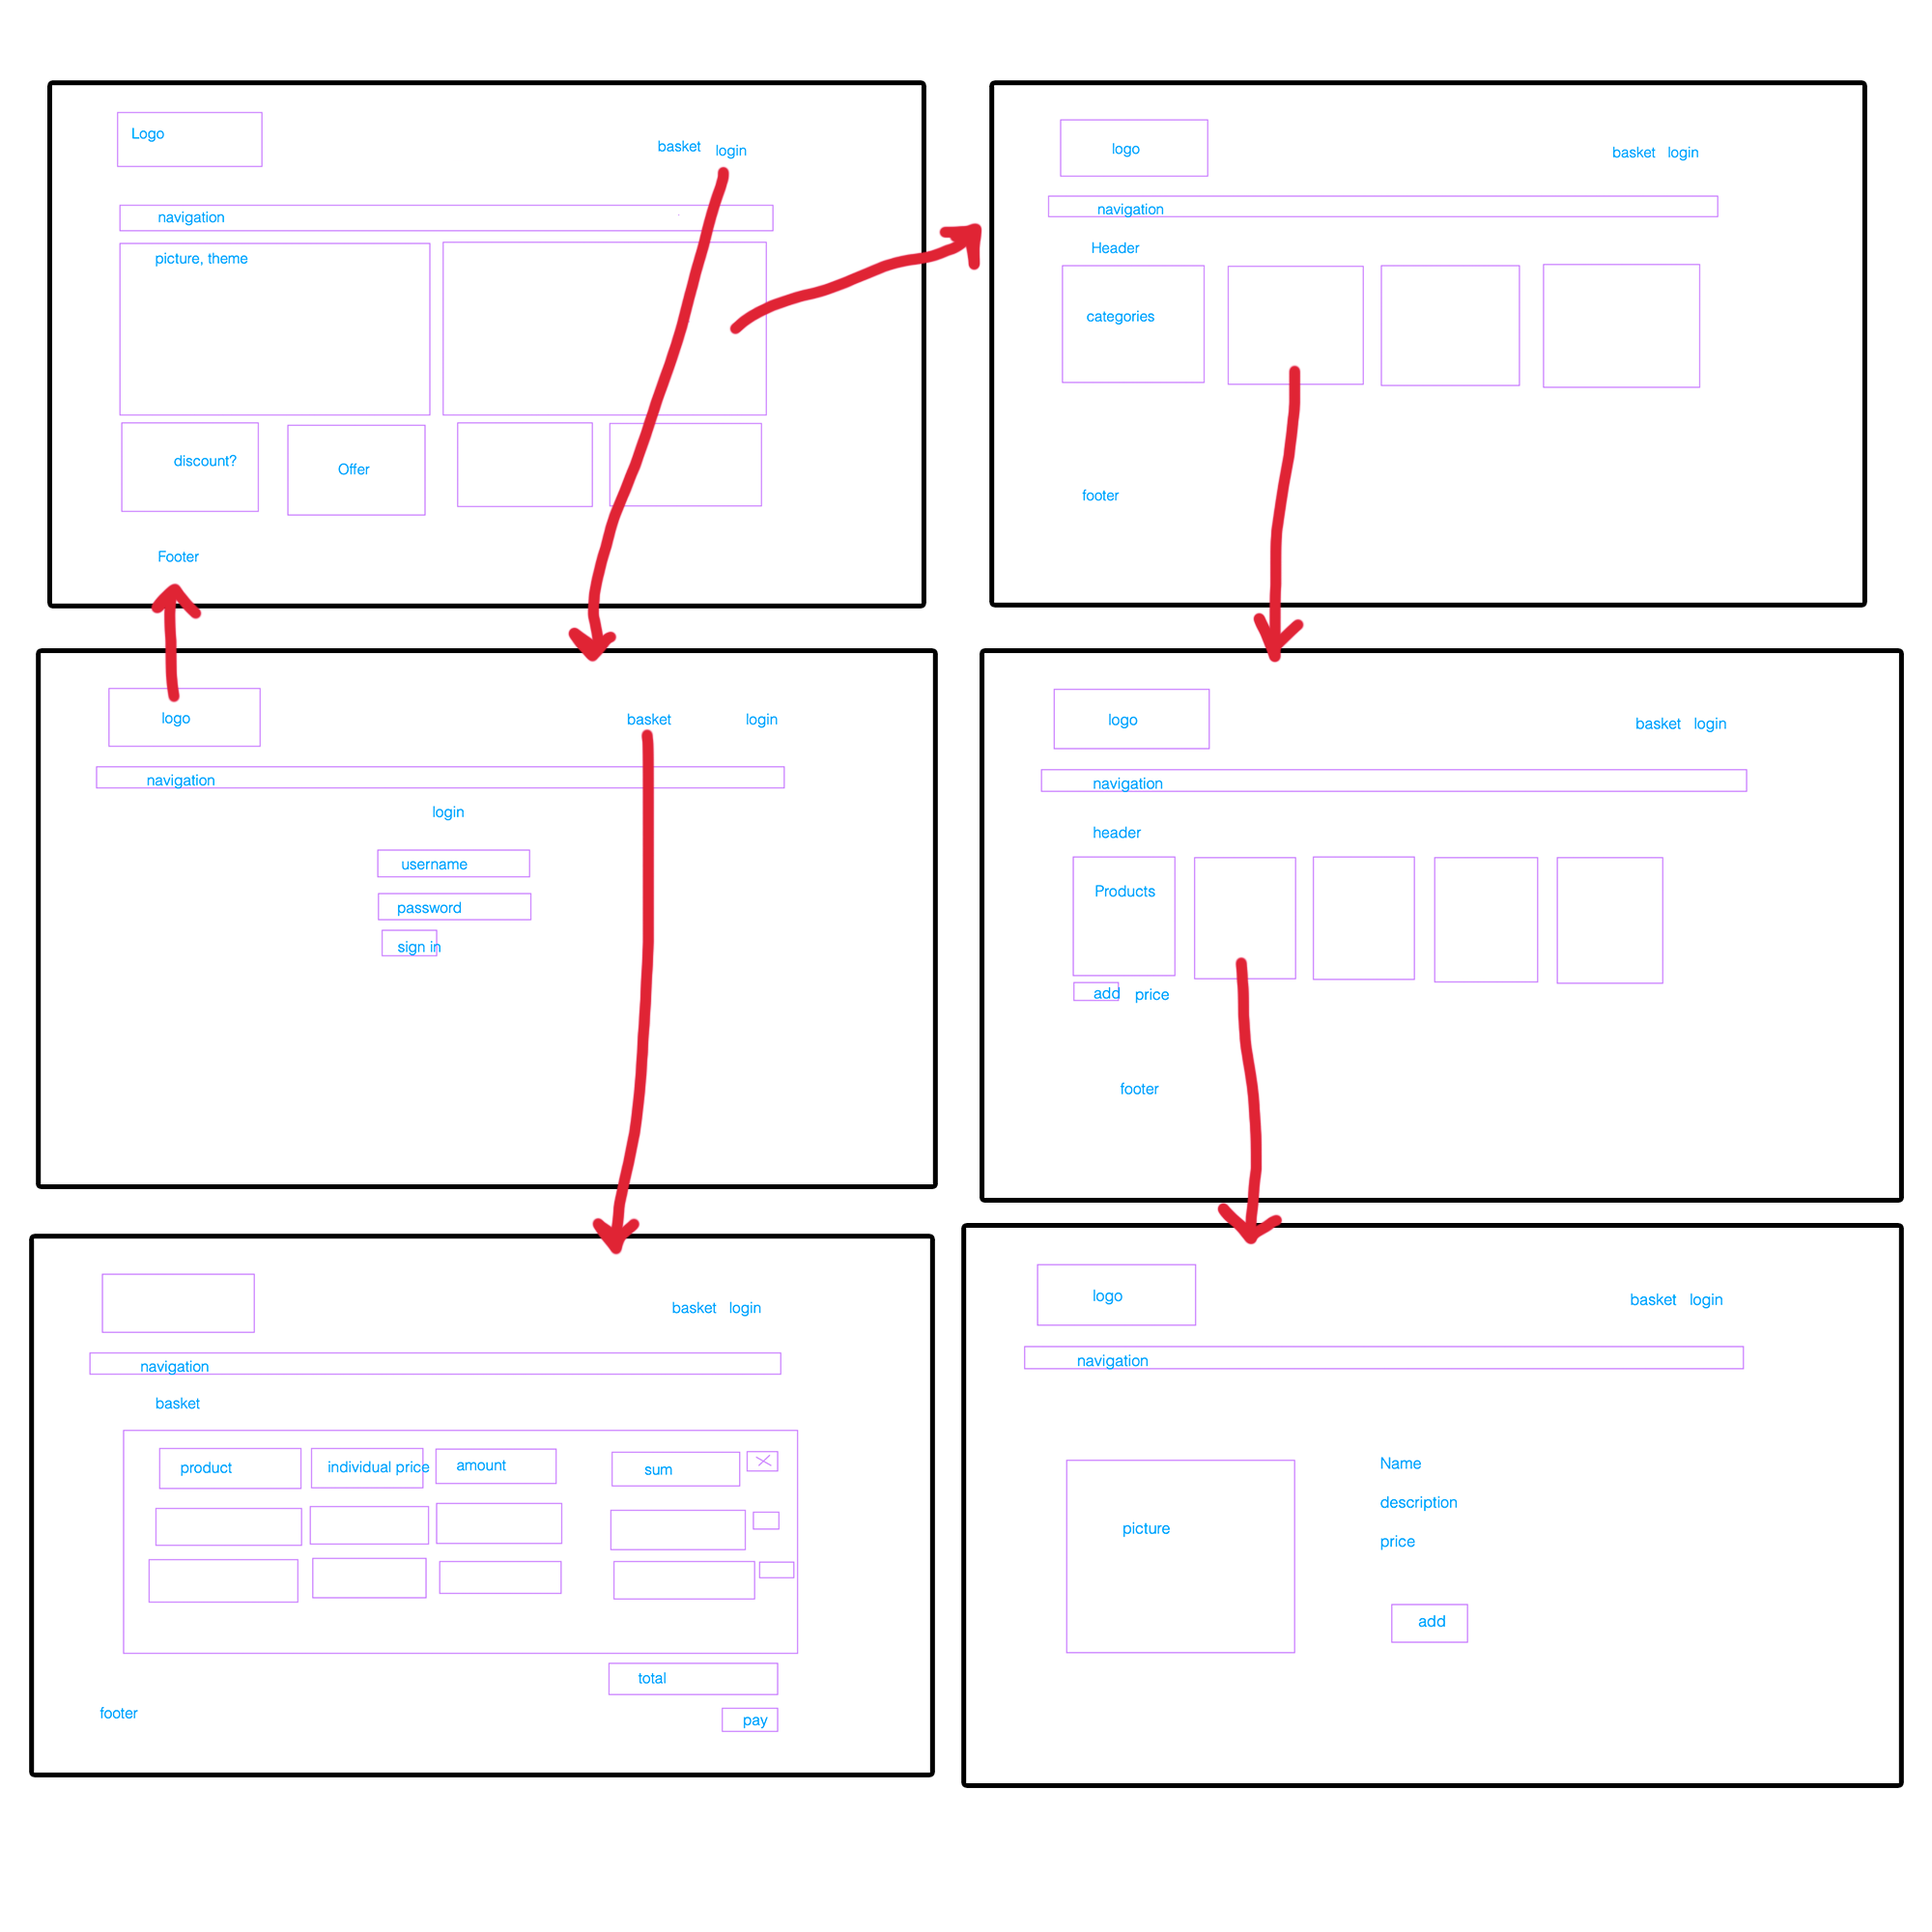 Logo
basket login
navigation
picture, theme
discount?
Offer
Footer
logo
basket login
navigation
Header
categories
footer
logo
basket login
navigation
login
username
password
sign in
logo
basket login
navigation
header
Products
add price
footer
basket login
navigation
basket
product individual price amount sum
total
footer
pay
logo
basket login
navigation
Name
description
picture
price
add